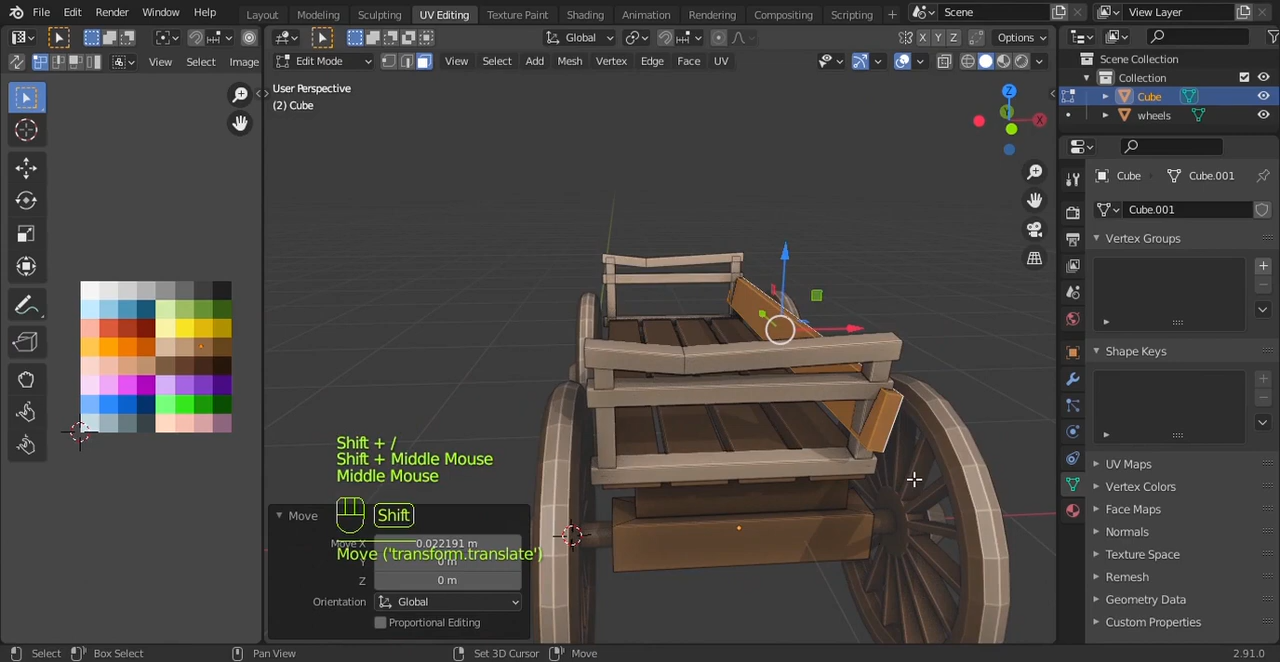 File Edit Render Window Help Layout Modeling Sculpting UV Editing Texture Paint Shading Animation Rendering Compositing Scripting + Scene View Layer
Global X Y Z Options
View Select Image Edit Mode View Select Add Mesh Vertex Edge Face UV
Scene Collection
Collection
Cube
wheels
User Perspective
(2) Cube
Z
X
Cube Cube.001
Cube.001
Vertex Groups
Shape Keys
UV Maps
Vertex Colors
Face Maps
Normals
Texture Space
Remesh
Geometry Data
Custom Properties
Shift + /
Shift + Middle Mouse
Middle Mouse
Shift
Move ('transform.translate')
Move
Move X 0.022191 m
Y 0 m
Z 0 m
Orientation Global
Proportional Editing
Select Box Select Pan View Set 3D Cursor Move 2.91.0